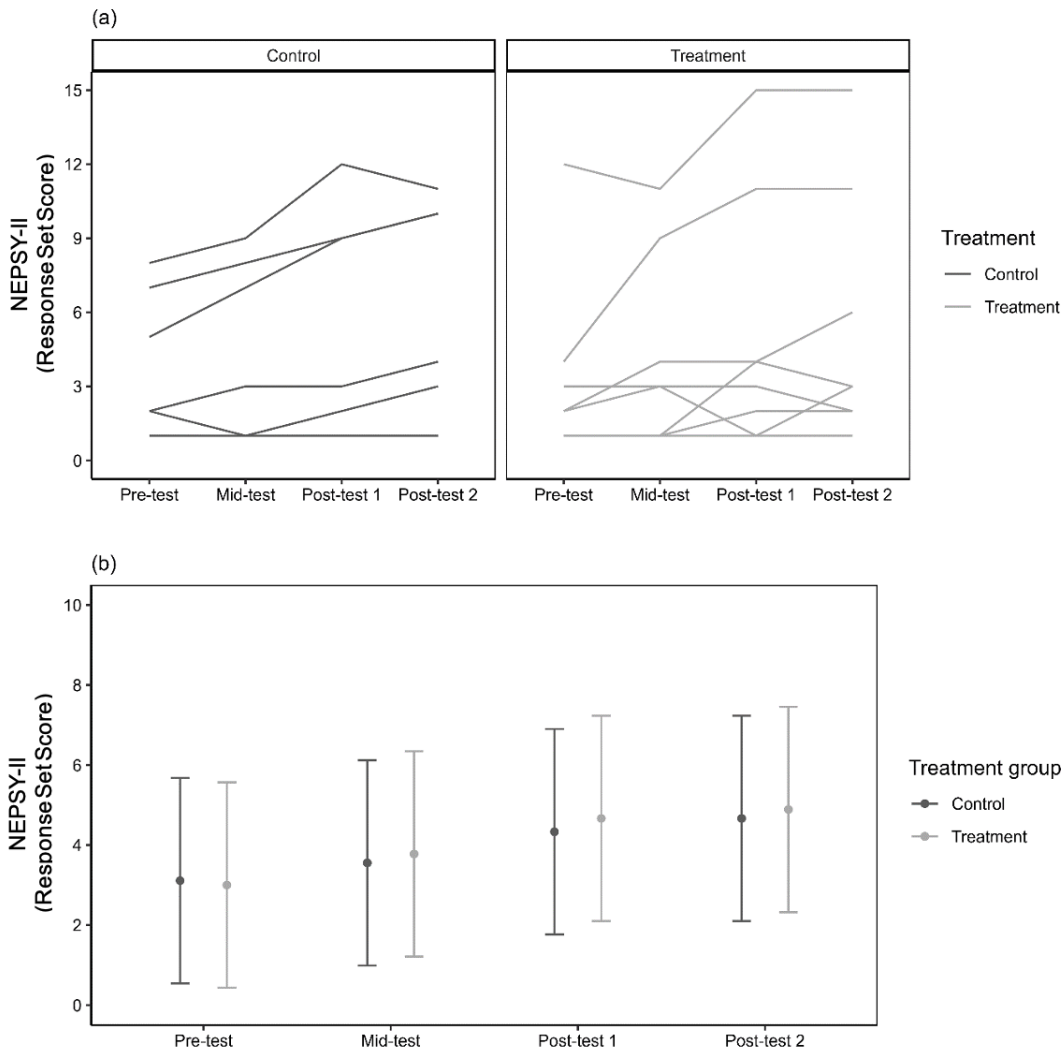 (a)
Control
Treatment
NEPSY-II
(Response Set Score)
15
12
9
6
3
0
Pre-test
Mid-test
Post-test 1
Post-test 2
Pre-test
Mid-test
Post-test 1
Post-test 2
Treatment
Control
Treatment
(b)
NEPSY-II
(Response Set Score)
10
8
6
4
2
0
Pre-test
Mid-test
Post-test 1
Post-test 2
Treatment group
Control
Treatment